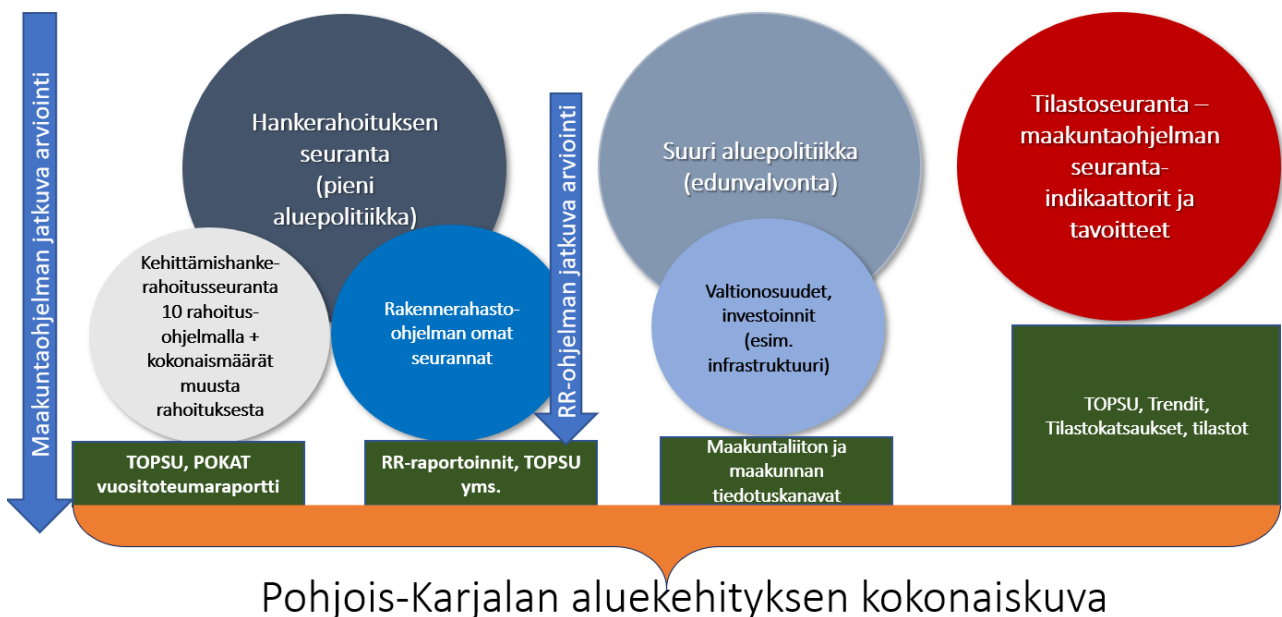 Maakuntaohjelman jatkuva arviointi
Hankerahoituksen
seuranta
(pieni
aluepolitiikka)
Kehittämishanke-
rahoitusseuranta
10 rahoitus-
ohjelmalla +
kokonaismäärät
muusta
rahoituksesta
Rakennerahasto-
ohjelman omat
seurannat
TOPSU, POKAT
vuositoteumaraportti
RR-raportoinnit, TOPSU
yms.
RR-ohjelman jatkuva arviointi
Suuri aluepolitiikka
(edunvalvonta)
Valtionosuudet,
investoinnit
(esim.
infrastruktuuri)
Maakuntaliiton ja
maakunnan
tiedotuskanavat
Tilastoseuranta –
maakuntaohjelman
seuranta-
indikaattorit ja
tavoitteet
TOPSU, Trendit,
Tilastokatsaukset, tilastot
Pohjois-Karjalan aluekehityksen kokonaiskuva